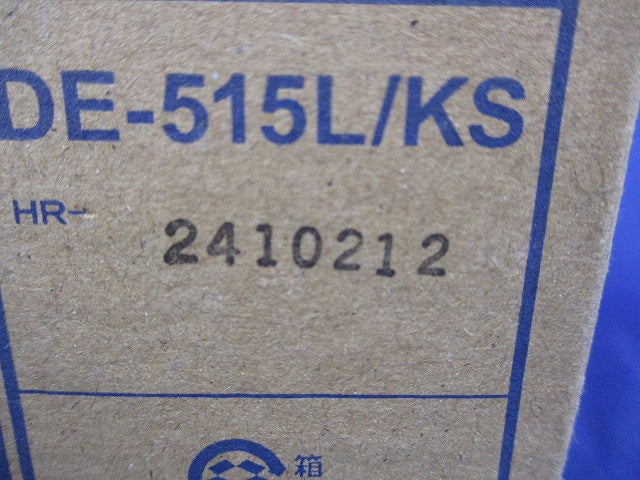 DE-515L/KS
HR-
2410212
箱